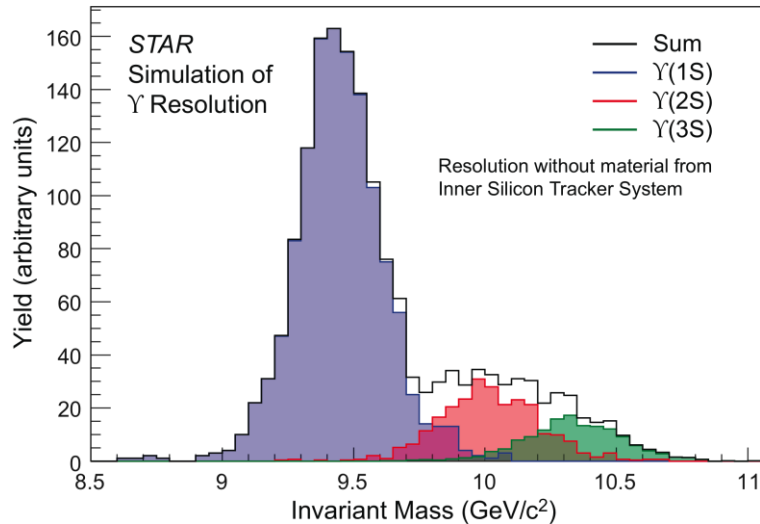 STAR
Simulation of
ϒ Resolution
Sum
ϒ(1S)
ϒ(2S)
ϒ(3S)
Resolution without material from
Inner Silicon Tracker System
Yield (arbitrary units)
160
140
120
100
80
60
40
20
0
8.5 9 9.5 10 10.5 11
Invariant Mass (GeV/c²)